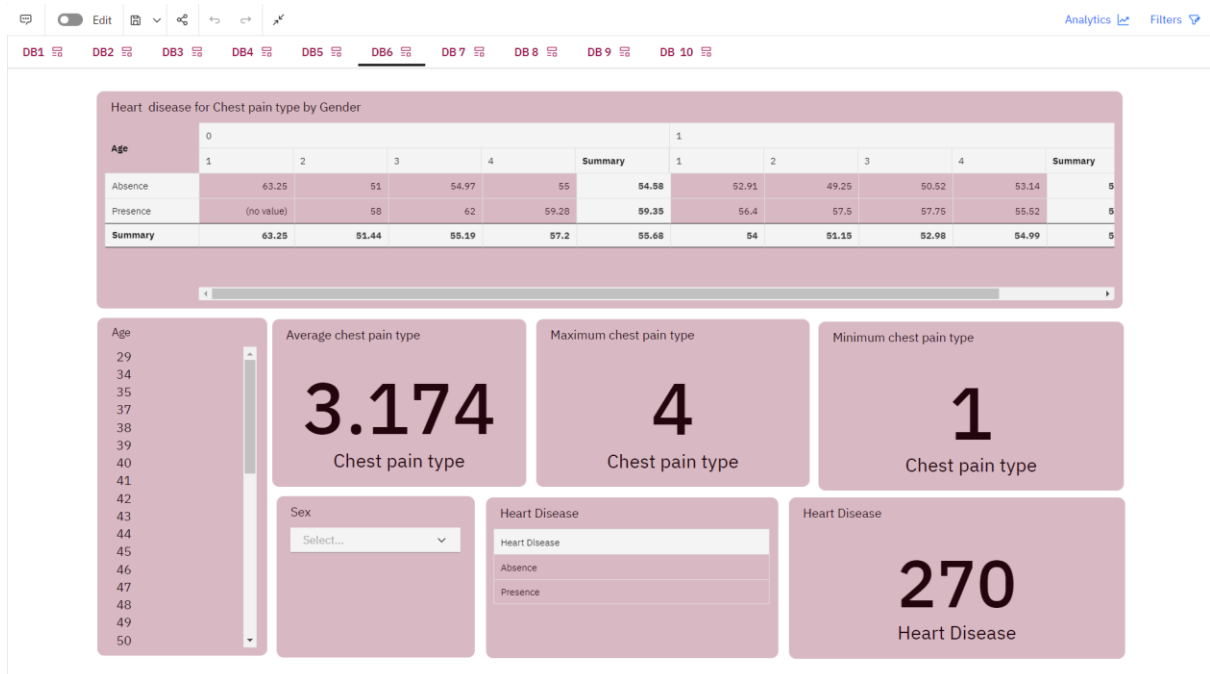 Edit Analytics Filters
DB1 DB2 DB3 DB4 DB5 DB6 DB 7 DB 8 DB 9 DB 10
Heart disease for Chest pain type by Gender
Age 0 1
1 2 3 4 Summary 1 2 3 4 Summary
Absence 63.25 51 54.97 55 54.58 52.91 49.25 50.52 53.14 5
Presence (no value) 58 62 59.28 59.35 56.4 57.5 57.75 55.52 5
Summary 63.25 51.44 55.19 57.2 55.68 54 51.15 52.98 54.99 5
Age
29
34
35
37
38
39
40
41
42
43
44
45
46
47
48
49
50
Average chest pain type
3.174
Chest pain type
Maximum chest pain type
4
Chest pain type
Minimum chest pain type
1
Chest pain type
Sex
Select...
Heart Disease
Heart Disease
Absence
Presence
Heart Disease
270
Heart Disease